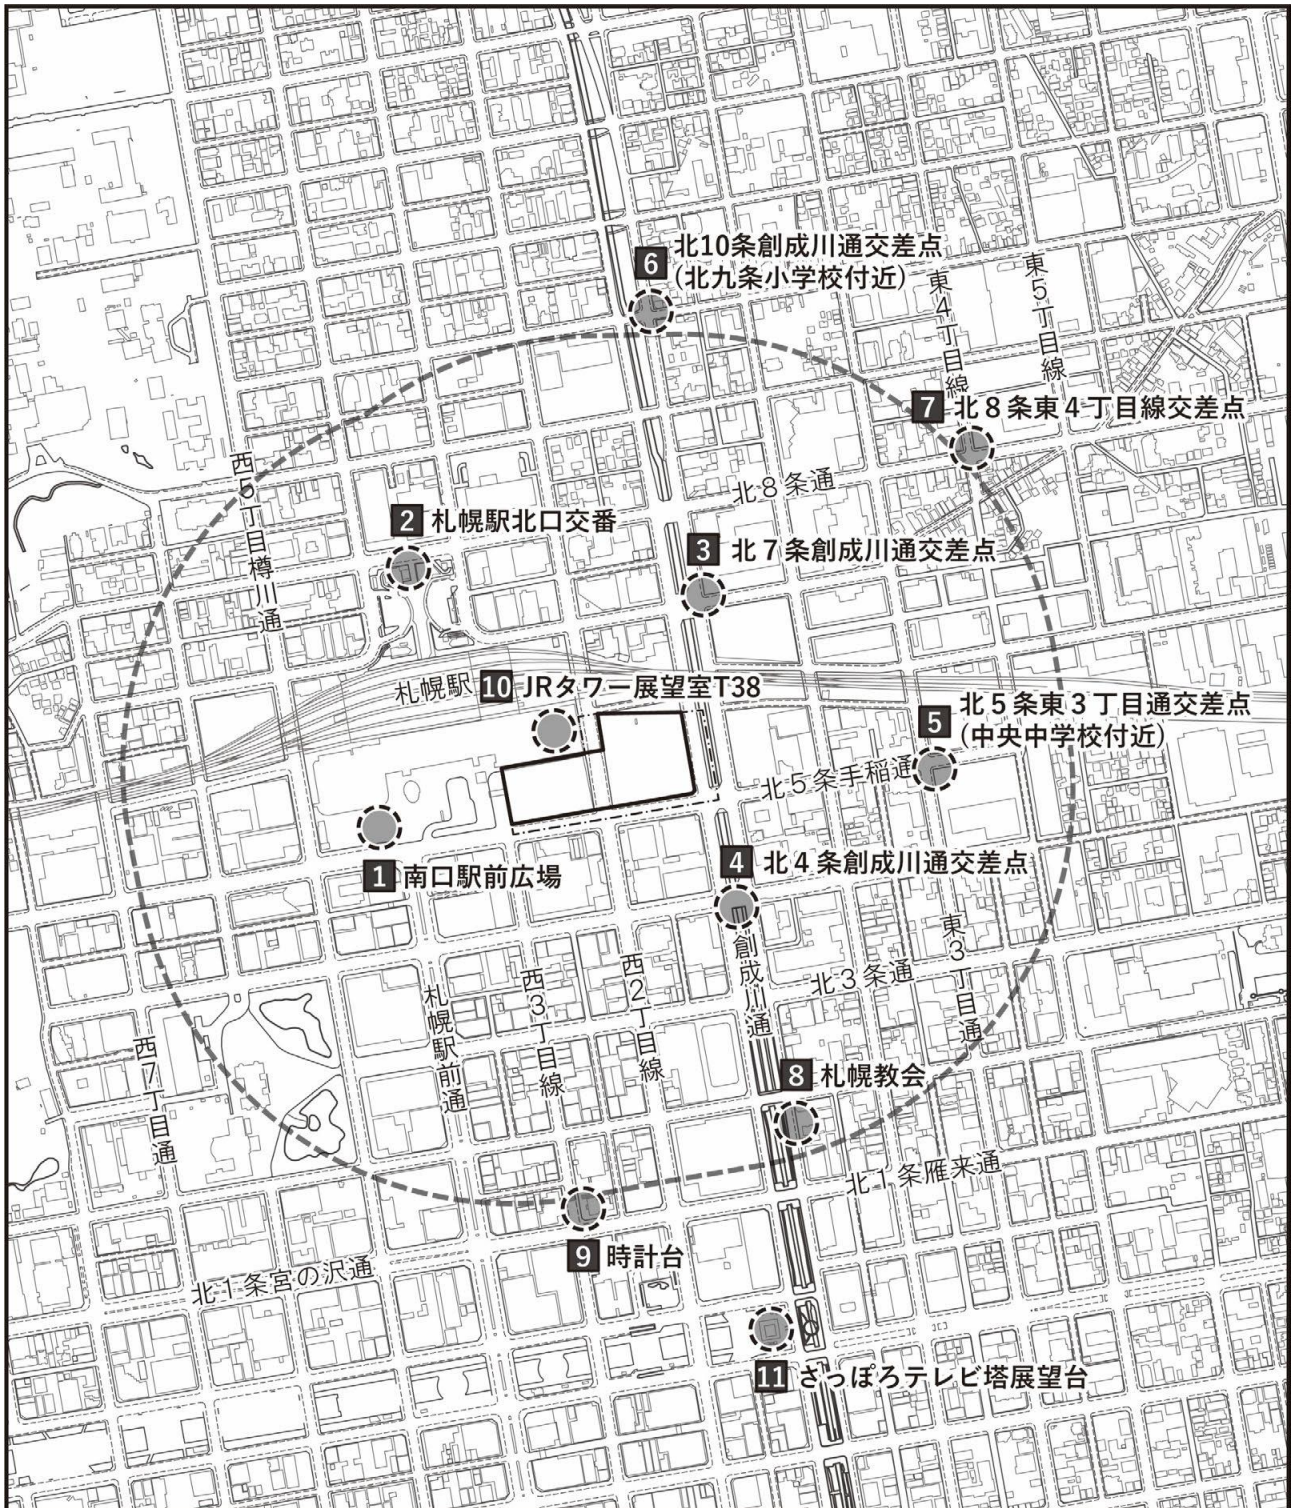 6 北10条創成川通交差点
(北九条小学校付近)
東4丁目線
東5丁目線
7 北8条東4丁目線交差点
西5丁目樽川通
北8条通
2 札幌駅北口交番
3 北7条創成川通交差点
札幌駅
10 JRタワー展望室T38
5 北5条東3丁目通交差点
(中央中学校付近)
北5条手稲通
1 南口駅前広場
4 北4条創成川通交差点
創成川通
東3丁目通
北3条通
西2丁目線
西3丁目線
札幌駅前通
西7丁目通
8 札幌教会
北1条雁来通
9 時計台
北1条宮の沢通
11 さっぽろテレビ塔展望台